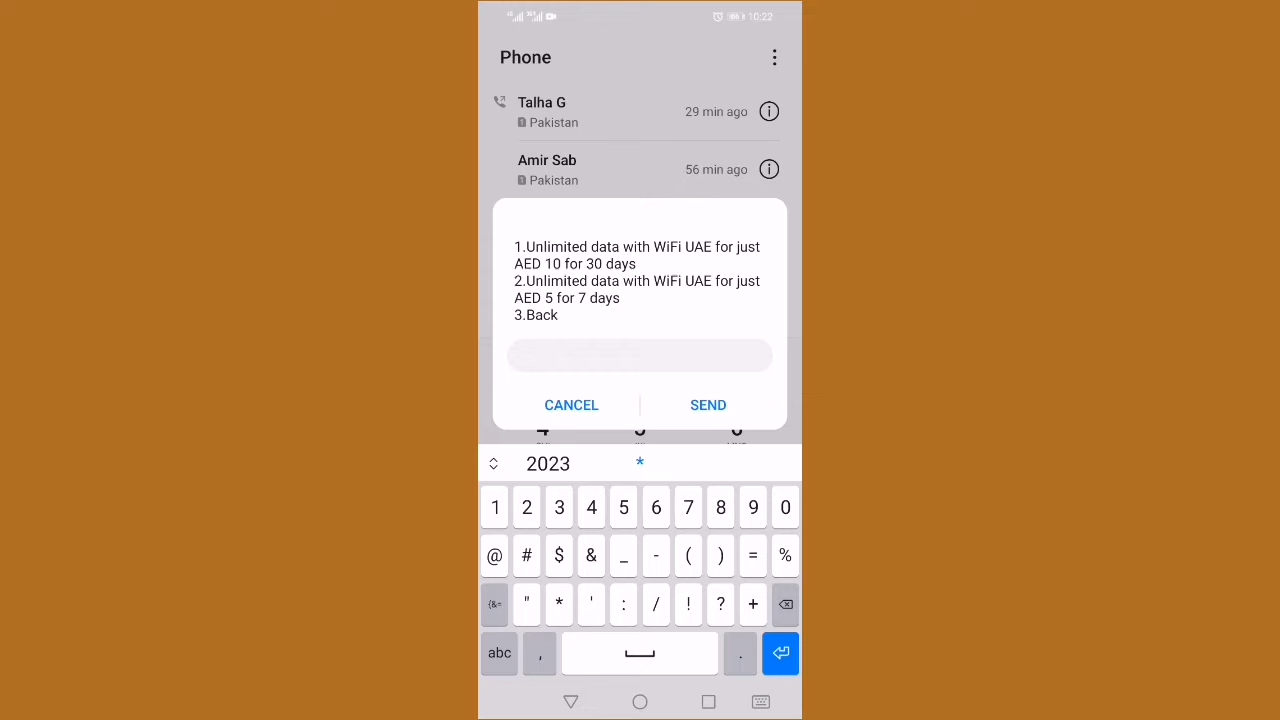 10:22
Phone
Talha G
29 min ago
1 Pakistan
Amir Sab
56 min ago
1 Pakistan
1.Unlimited data with WiFi UAE for just
AED 10 for 30 days
2.Unlimited data with WiFi UAE for just
AED 5 for 7 days
3.Back
CANCEL SEND
2023 *
1 2 3 4 5 6 7 8 9 0
@ # $ & _ - ( ) = %
{&= " * ' : / ! ? +
abc , .